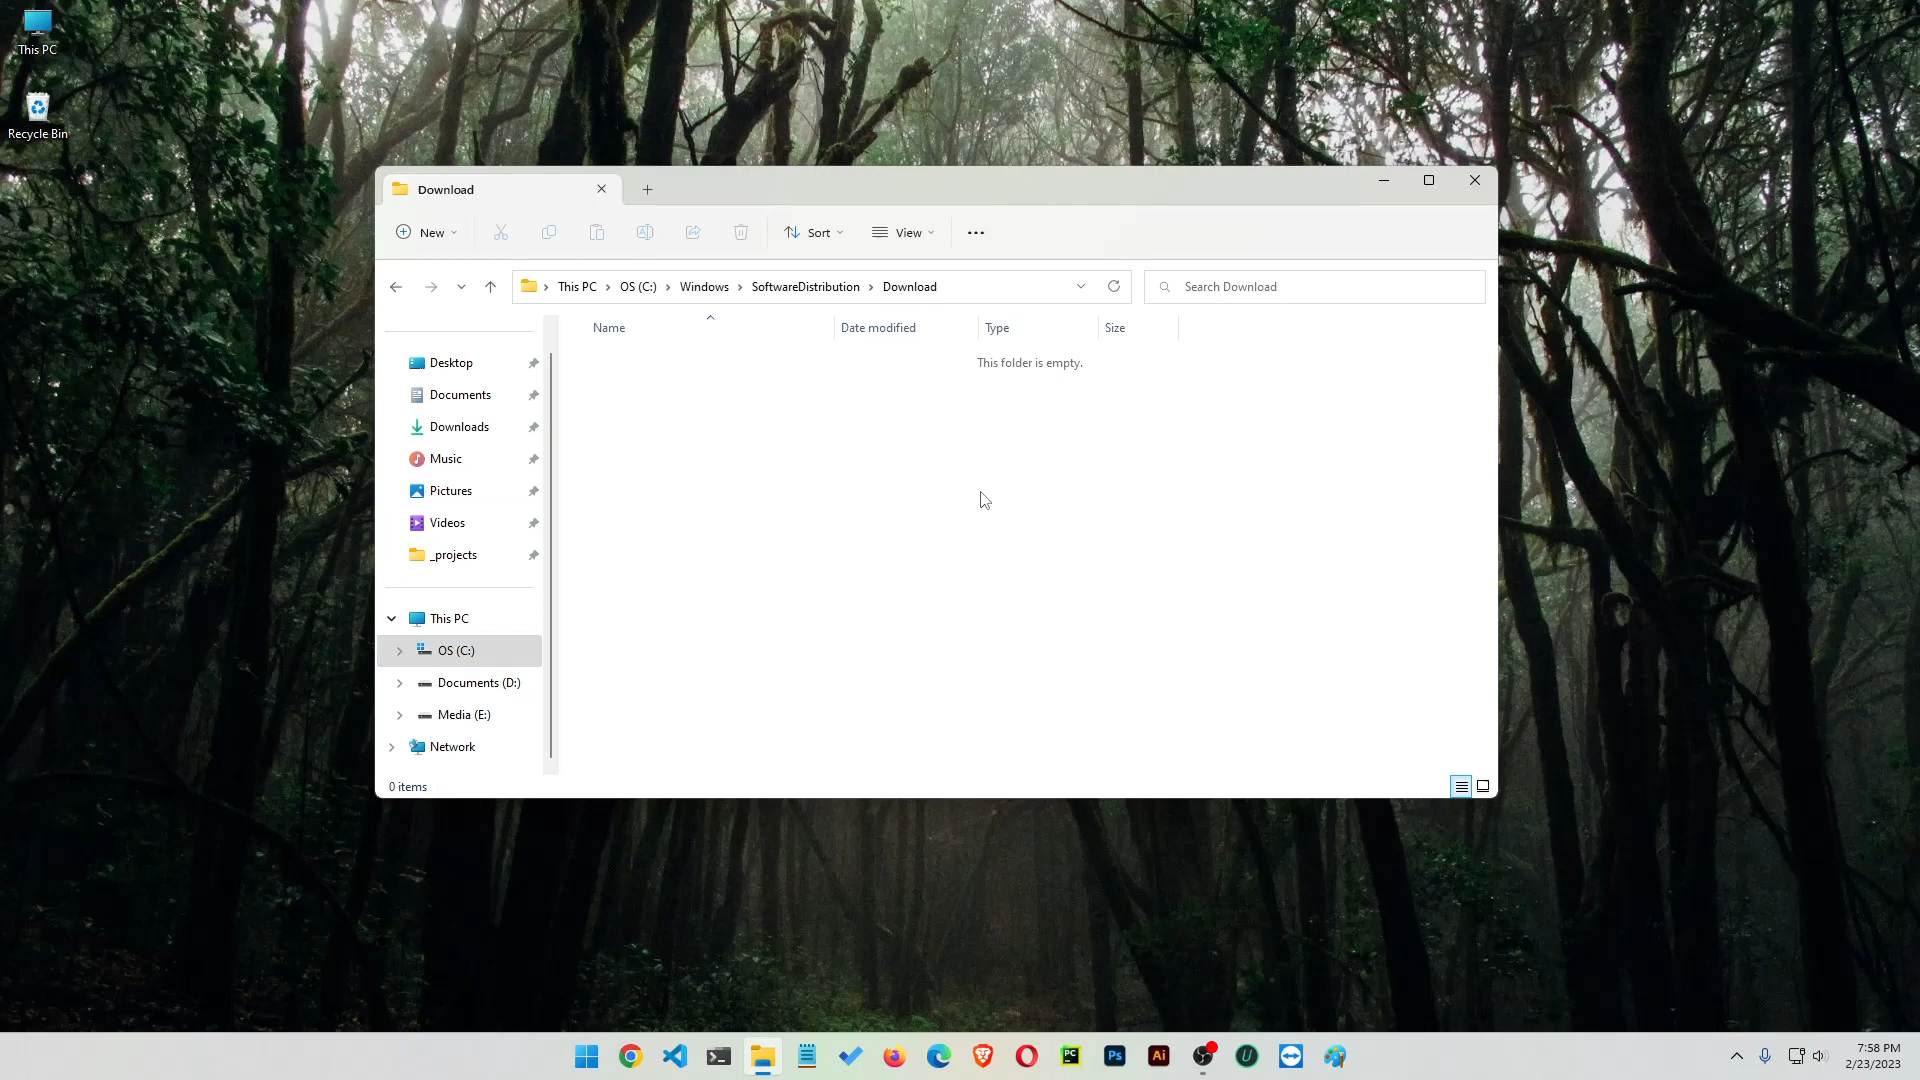 This PC
Recycle Bin
Download
New
Sort
View
This PC > OS (C:) > Windows > SoftwareDistribution > Download
Search Download
Name
Date modified
Type
Size
This folder is empty.
Desktop
Documents
Downloads
Music
Pictures
Videos
_projects
This PC
OS (C:)
Documents (D:)
Media (E:)
Network
0 items
PC
Ps
Ai
U
7:58 PM
2/23/2023